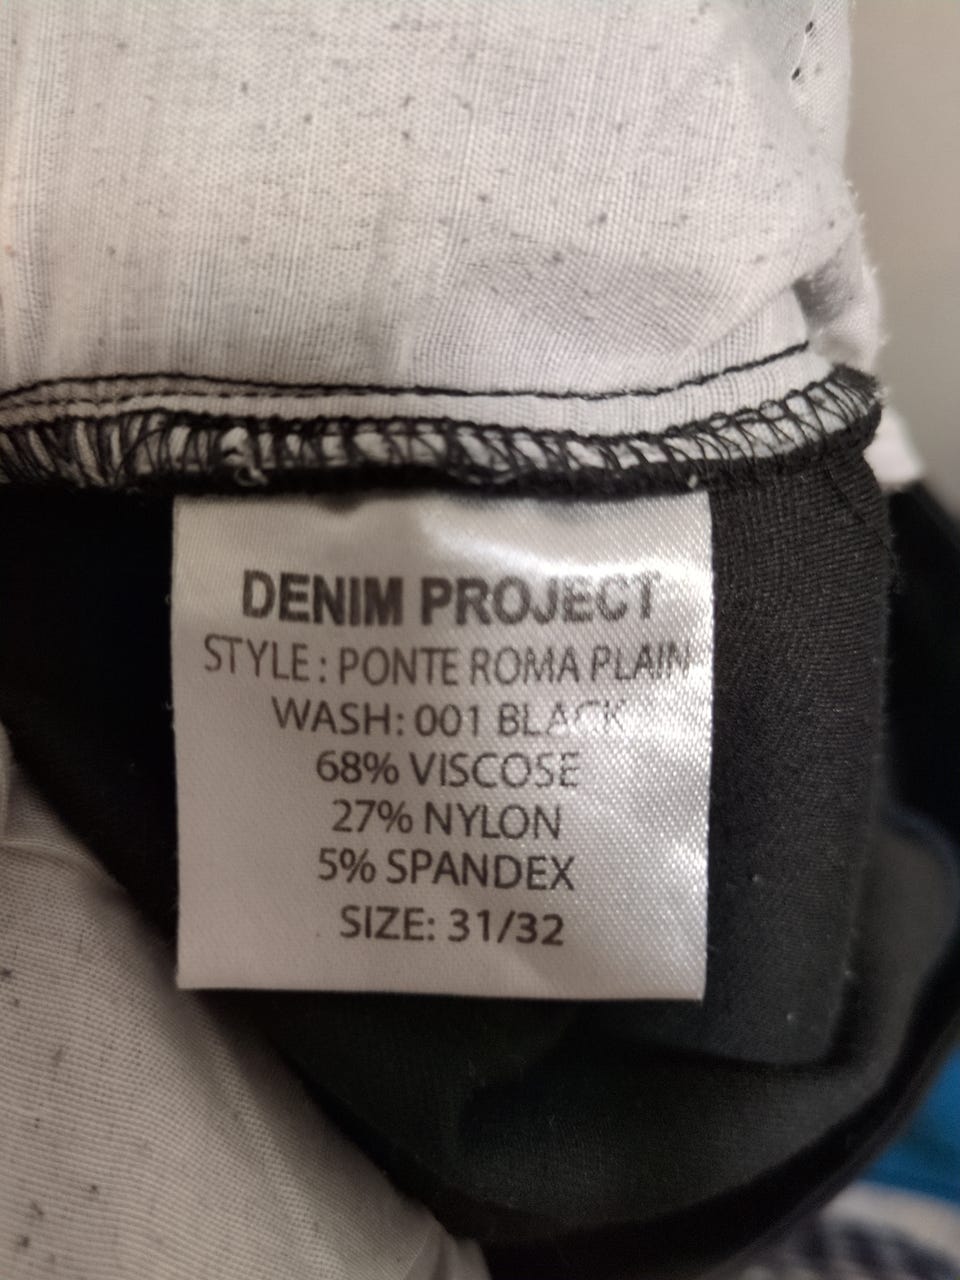 DENIM PROJECT
STYLE : PONTE ROMA PLAIN
WASH: 001 BLACK
68% VISCOSE
27% NYLON
5% SPANDEX
SIZE: 31/32